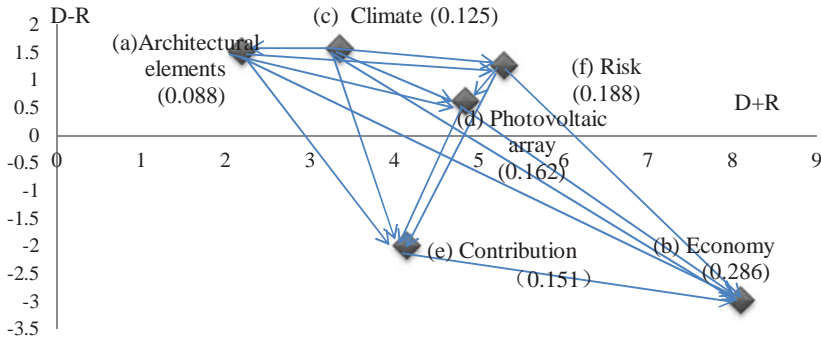 D-R
(c) Climate (0.125)
(a)Architectural
elements
(0.088)
(f) Risk
(0.188)
D+R
(d) Photovoltaic
array
(0.162)
(e) Contribution
（0.151）
(b) Economy
(0.286)
2
1.5
1
0.5
0
-0.5
-1
-1.5
-2
-2.5
-3
-3.5
0 1 2 3 4 5 6 7 8 9